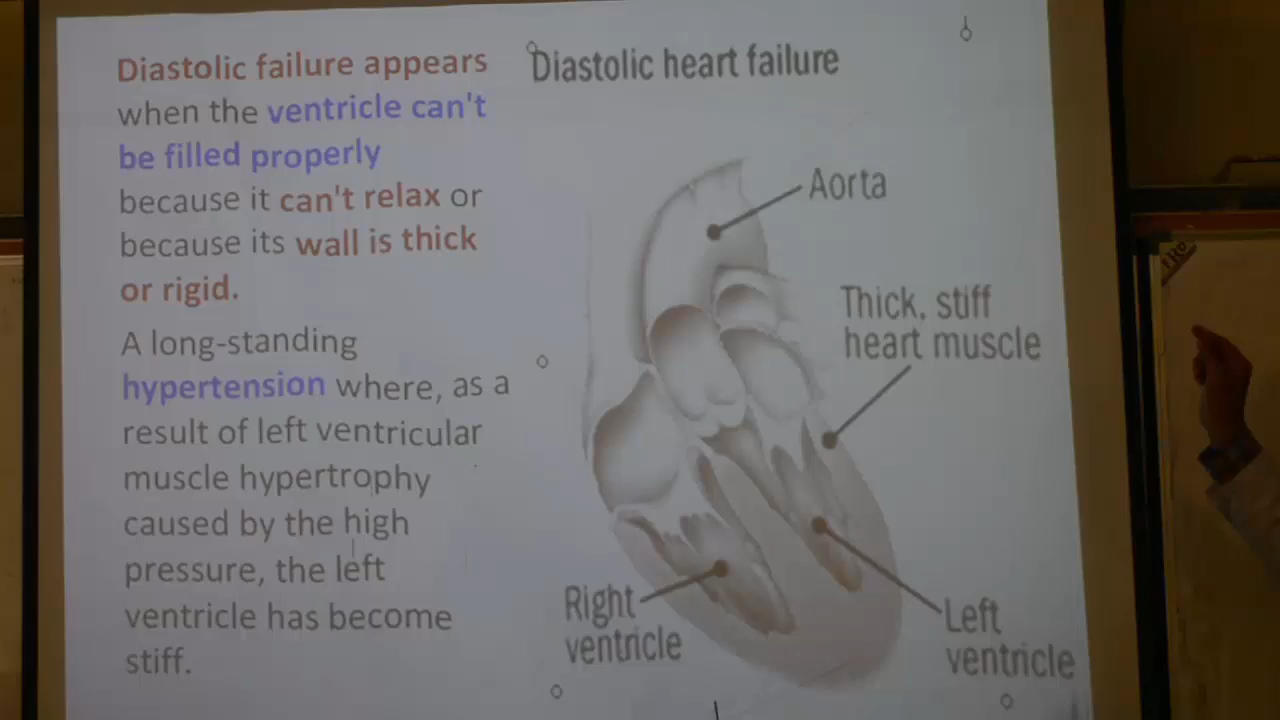 Diastolic failure appears
when the ventricle can't
be filled properly
because it can't relax or
because its wall is thick
or rigid.
A long-standing
hypertension where, as a
result of left ventricular
muscle hypertrophy
caused by the high
pressure, the left
ventricle has become
stiff.
Diastolic heart failure
Aorta
Thick, stiff
heart muscle
Right
ventricle
Left
ventricle